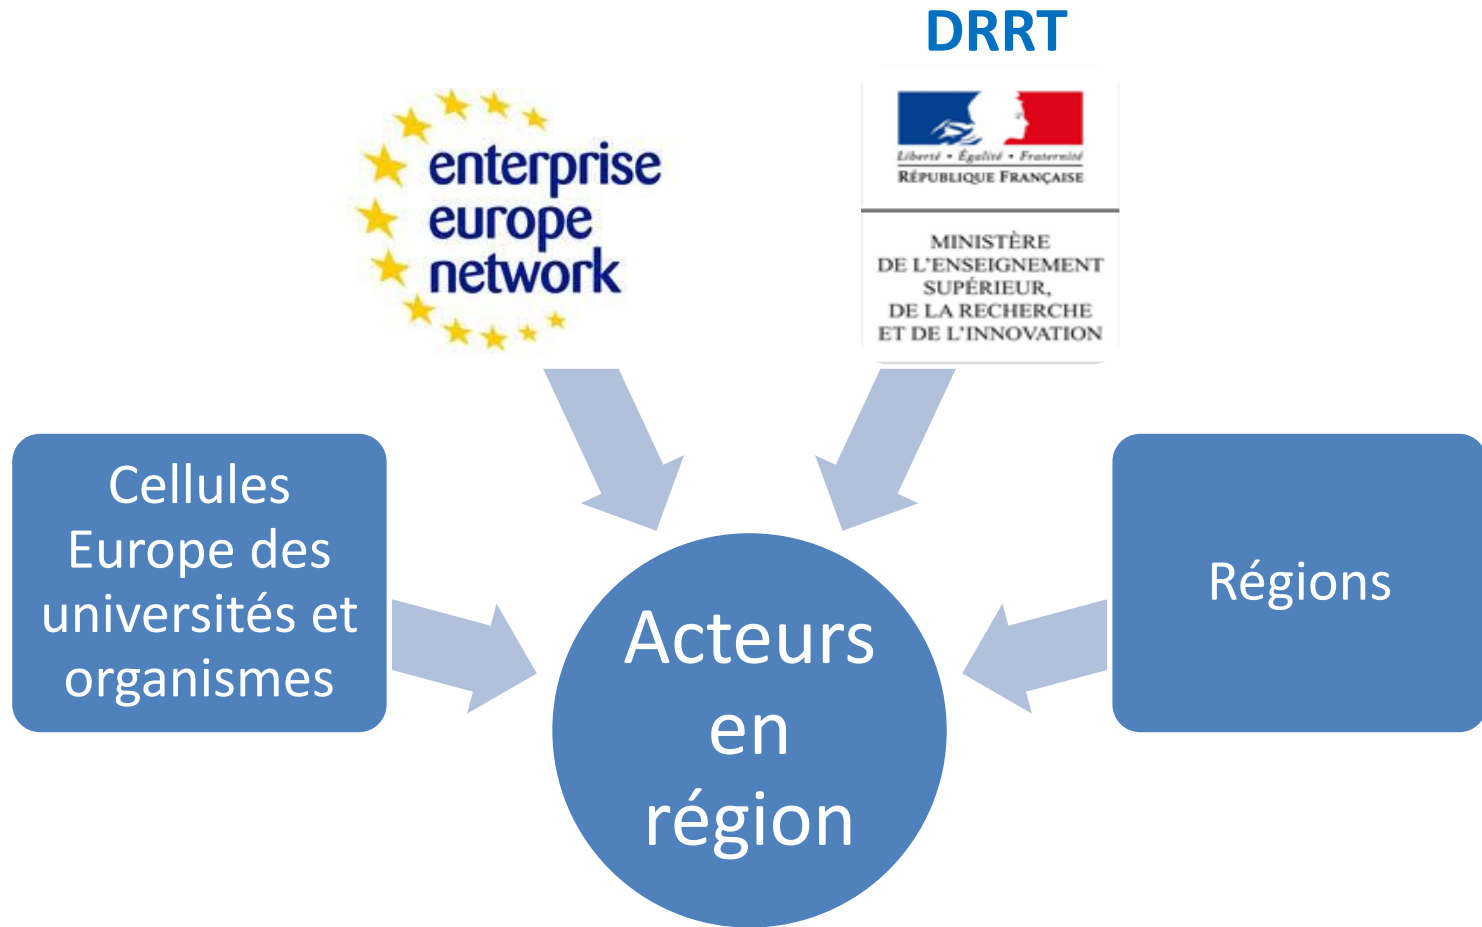 DRRT
enterprise
europe
network
Liberté • Égalité • Fraternité
RÉPUBLIQUE FRANÇAISE
MINISTÈRE
DE L'ENSEIGNEMENT
SUPÉRIEUR,
DE LA RECHERCHE
ET DE L'INNOVATION
Cellules
Europe des
universités et
organismes
Régions
Acteurs
en
région